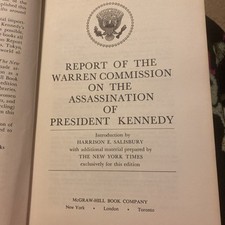 REPORT OF THE
WARREN COMMISSION
ON THE
ASSASSINATION
OF
PRESIDENT KENNEDY
Introduction by
HARRISON E. SALISBURY
with additional material prepared by
THE NEW YORK TIMES
exclusively for this edition
McGRAW-HILL BOOK COMPANY
New York · London · Toronto